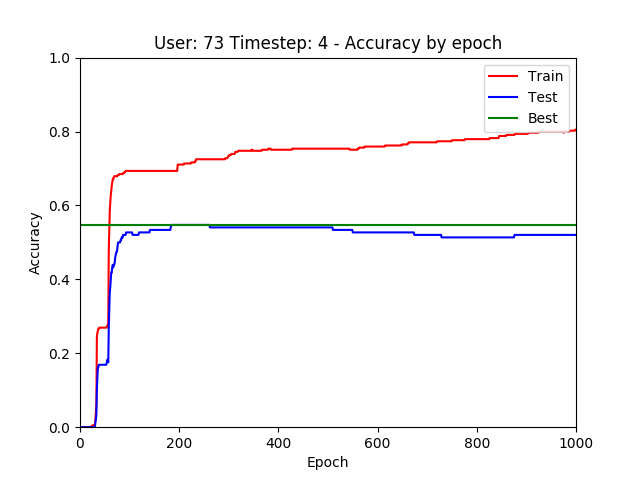 User: 73 Timestep: 4 - Accuracy by epoch
1.0
0.8
0.6
0.4
0.2
0.0
Accuracy
Train
Test
Best
0 200 400 600 800 1000
Epoch